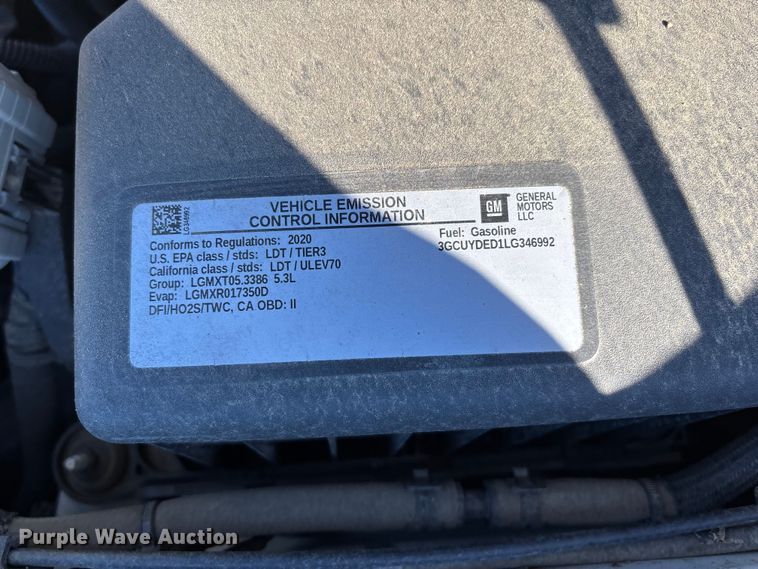 LG346992
VEHICLE EMISSION
CONTROL INFORMATION
GM
GENERAL
MOTORS
LLC
Conforms to Regulations: 2020
U.S. EPA class / stds: LDT / TIER3
California class / stds: LDT / ULEV70
Group: LGMXT05.3386 5.3L
Evap: LGMXR017350D
DFI/HO2S/TWC, CA OBD: II
Fuel: Gasoline
3GCUYDED1LG346992
Purple Wave Auction